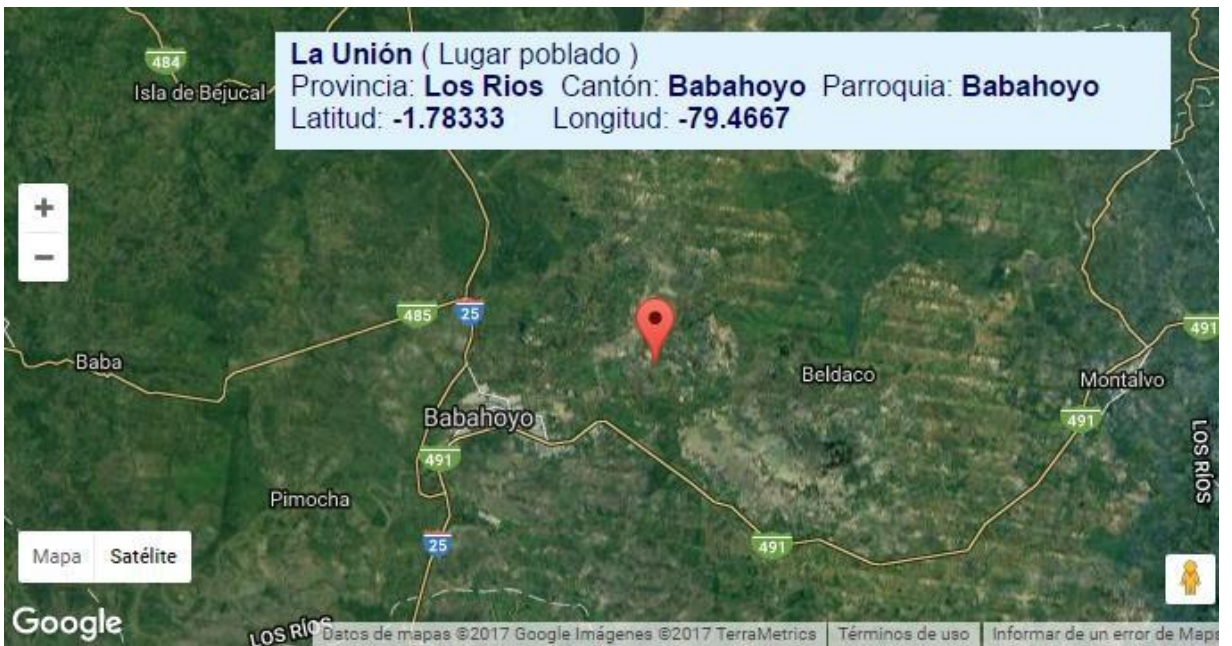 La Unión ( Lugar poblado )
Provincia: Los Rios Cantón: Babahoyo Parroquia: Babahoyo
Latitud: -1.78333 Longitud: -79.4667
484
Isla de Bejucal
+
−
485
25
491
Baba
Beldaco
Montalvo
Babahoyo
491
491
LOS RÍOS
Pimocha
25
491
Mapa Satélite
Google
LOS RÍOS
Datos de mapas ©2017 Google Imágenes ©2017 TerraMetrics Términos de uso Informar de un error de Maps